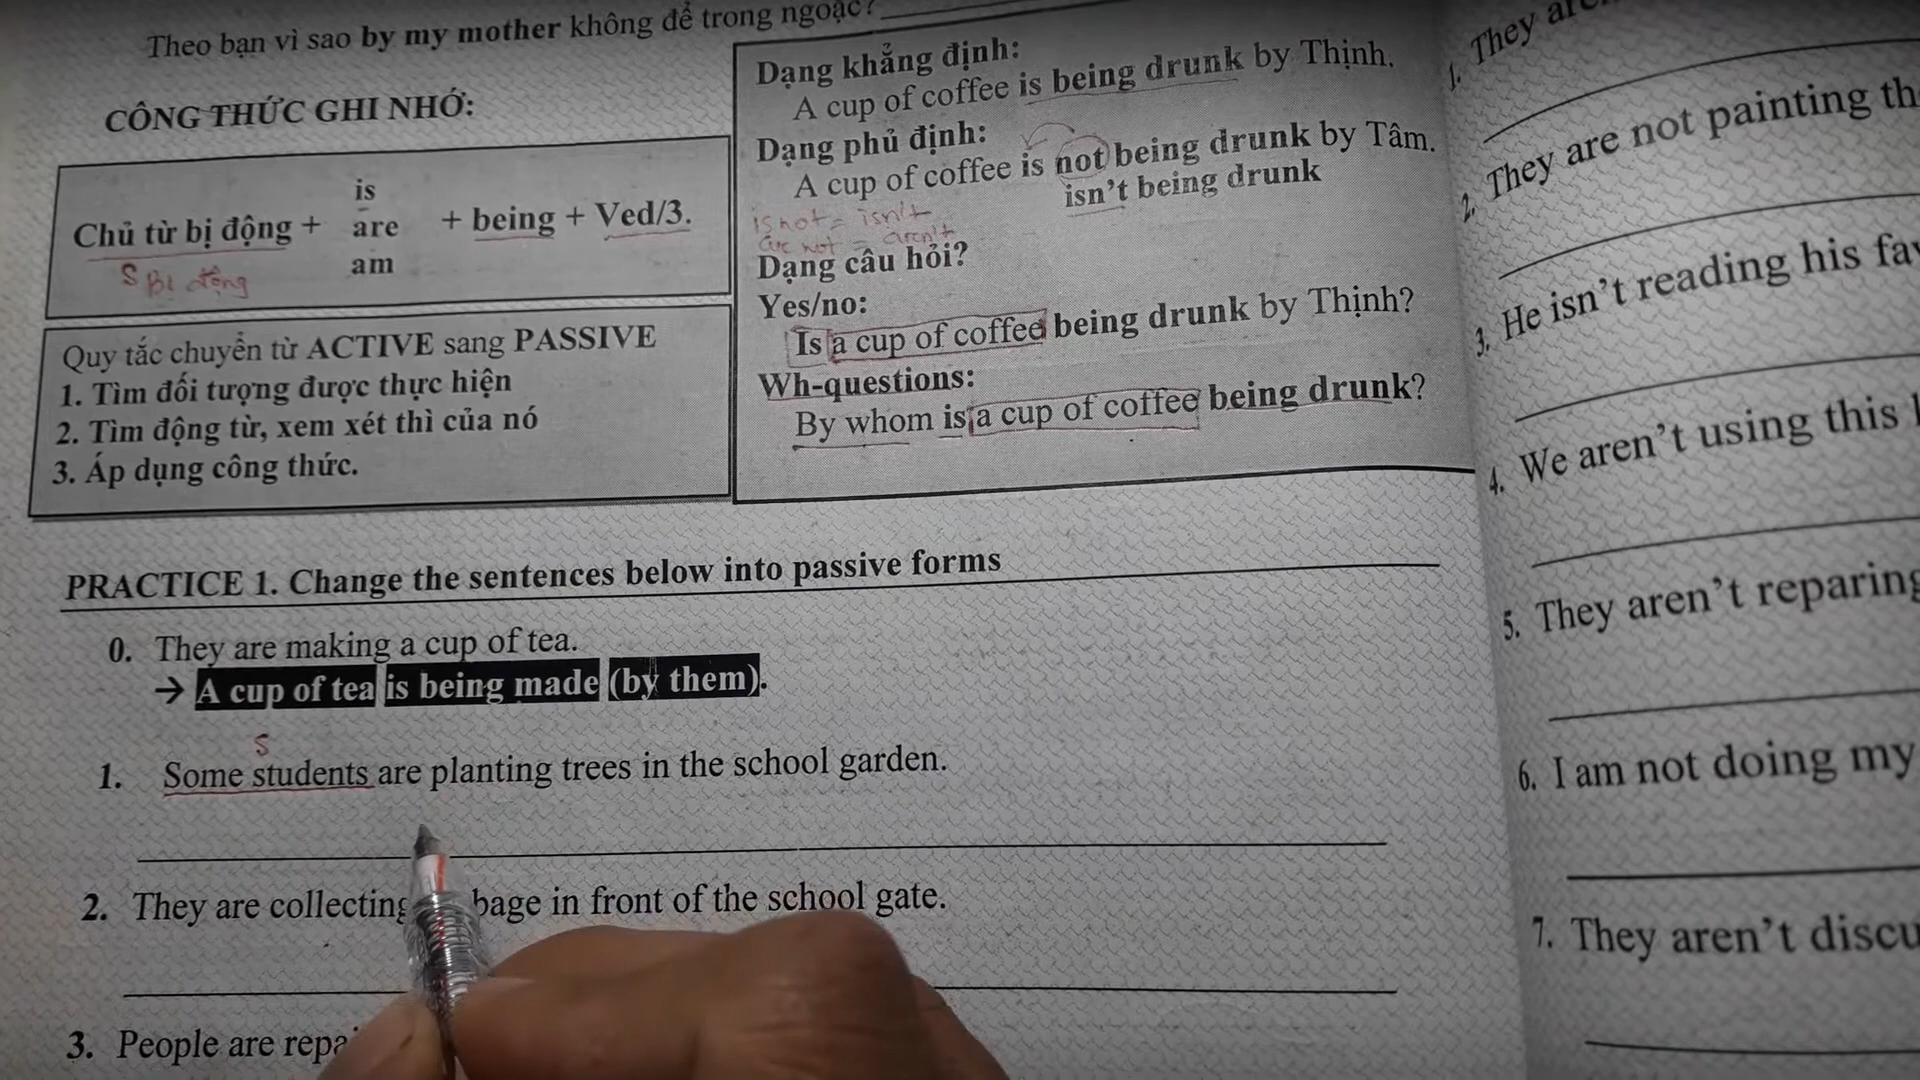 Theo bạn vì sao by my mother không để trong ngoặc?
CÔNG THỨC GHI NHỚ:
Chủ từ bị động + is are am + being + Ved/3.
S Bị động
Quy tắc chuyển từ ACTIVE sang PASSIVE
1. Tìm đối tượng được thực hiện
2. Tìm động từ, xem xét thì của nó
3. Áp dụng công thức.
Dạng khẳng định:
A cup of coffee is being drunk by Thịnh.
Dạng phủ định:
A cup of coffee is not being drunk by Tâm.
isn't being drunk
is not = isn't
are not = aren't
Dạng câu hỏi?
Yes/no:
Is a cup of coffee being drunk by Thịnh?
Wh-questions:
By whom is a cup of coffee being drunk?
PRACTICE 1. Change the sentences below into passive forms
0. They are making a cup of tea.
→ A cup of tea is being made (by them).
S
1. Some students are planting trees in the school garden.
2. They are collecting bage in front of the school gate.
3. People are repai
1. They are
2. They are not painting th
3. He isn't reading his fav
4. We aren't using this
5. They aren't reparing
6. I am not doing my
7. They aren't discu